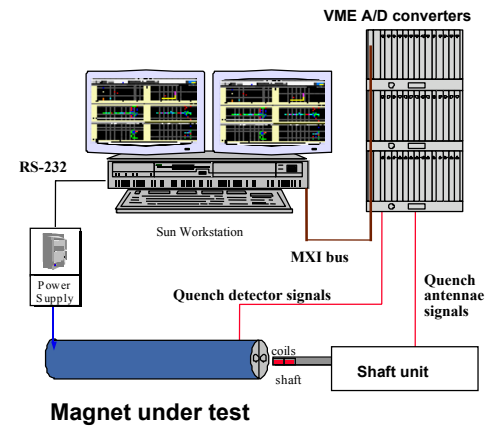 VME A/D converters
RS-232
Sun Workstation
MXI bus
Power
Supply
Quench detector signals
Quench
antennae
signals
coils
shaft
Shaft unit
Magnet under test